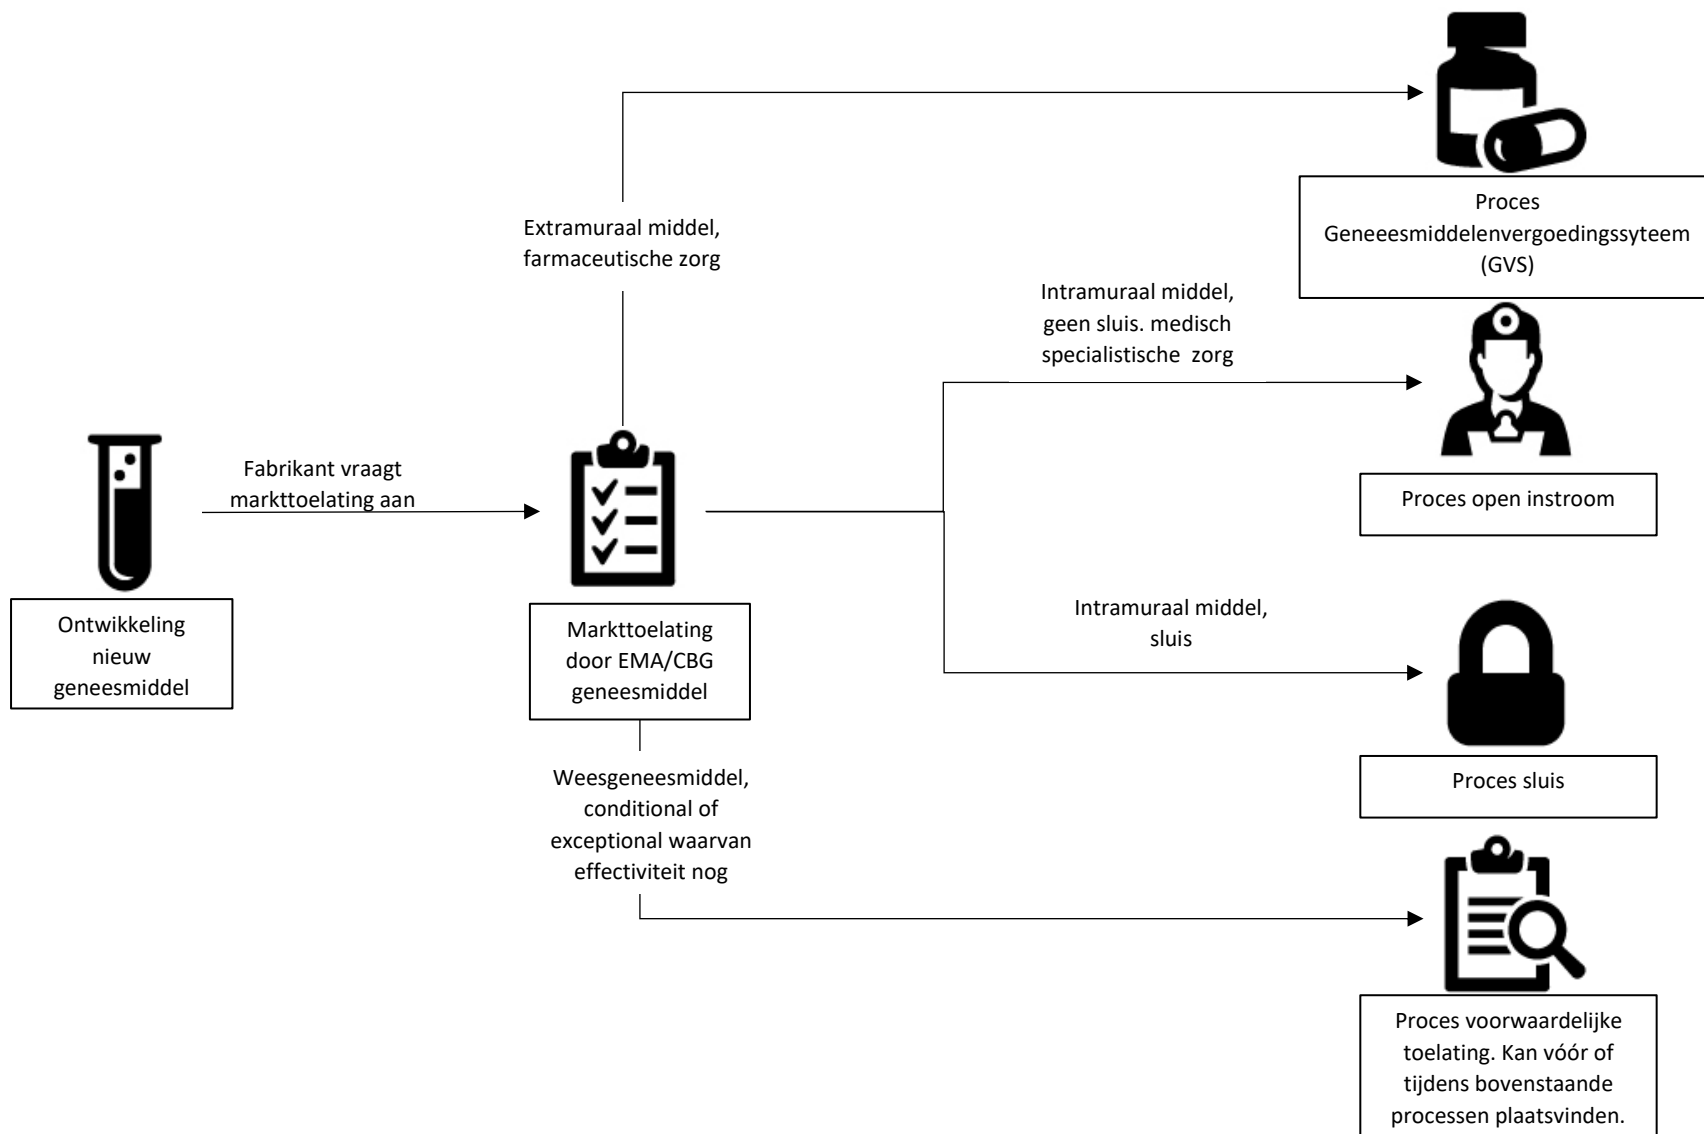 Proces
Geneeesmiddelenvergoedingssyteem
(GVS)
Extramuraal middel,
farmaceutische zorg
Intramuraal middel,
geen sluis. medisch
specialistische  zorg
Fabrikant vraagt
markttoelating aan
Proces open instroom
Ontwikkeling
nieuw
geneesmiddel
Markttoelating
door EMA/CBG
geneesmiddel
Intramuraal middel,
sluis
Proces sluis
Weesgeneesmiddel,
conditional of
exceptional waarvan
effectiviteit nog
Proces voorwaardelijke
toelating. Kan vóór of
tijdens bovenstaande
processen plaatsvinden.